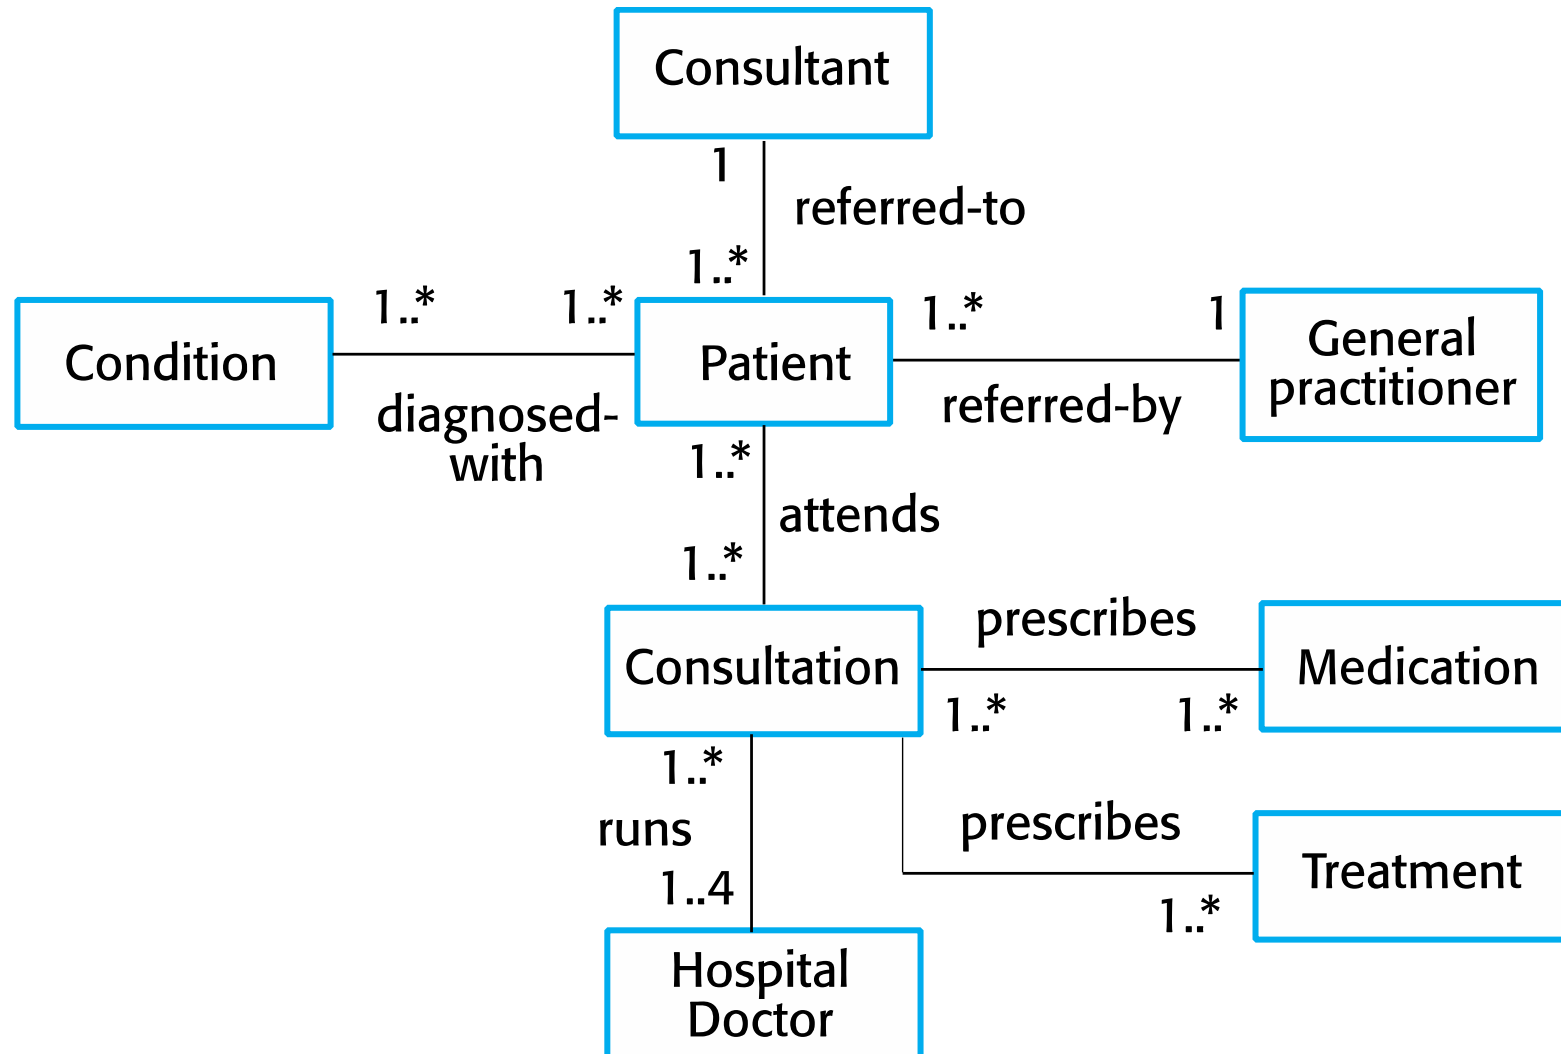 Consultant
1
referred-to
1..*
1..*
1..*
1..*
1
Condition
Patient
General
practitioner
diagnosed-
with
referred-by
1..*
attends
1..*
prescribes
Consultation
Medication
1..*
1..*
1..*
runs
prescribes
1..4
Treatment
1..*
Hospital
Doctor